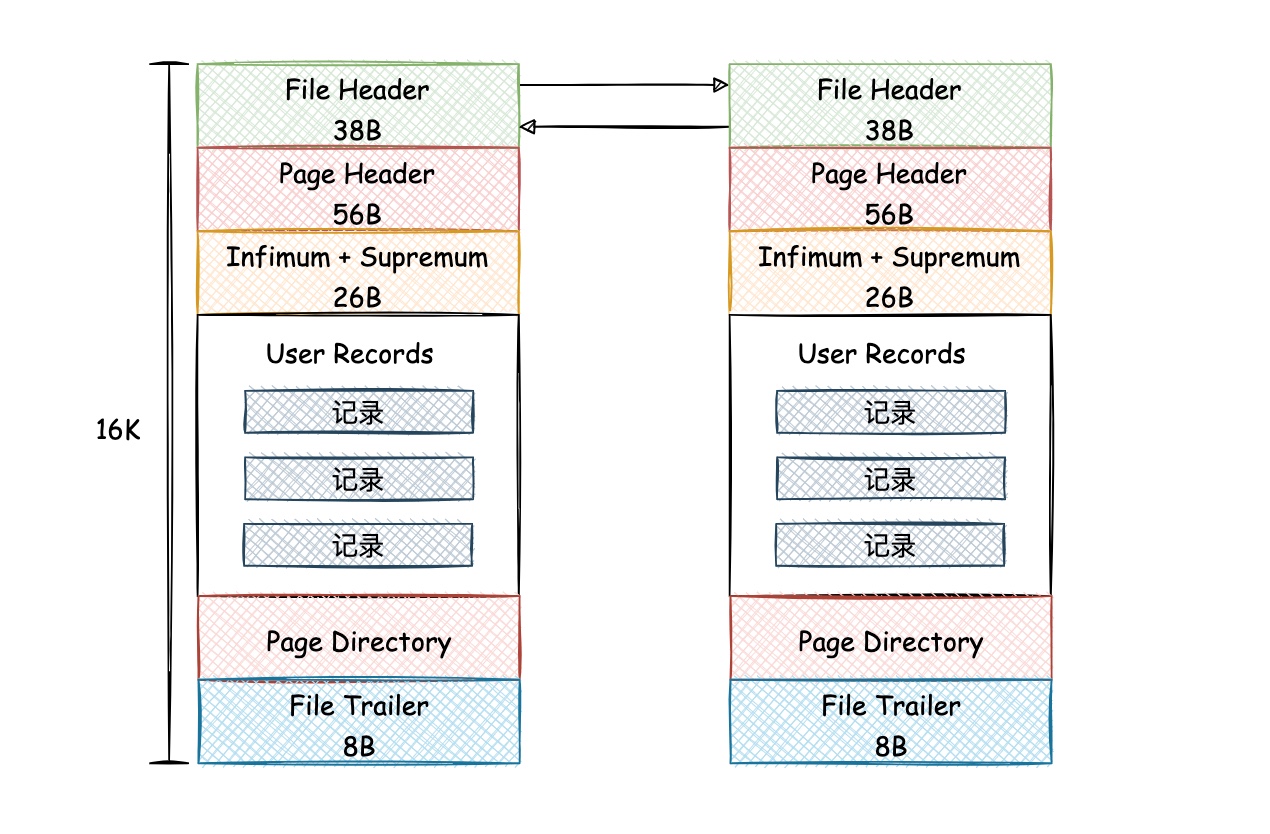 File Header
38B
Page Header
56B
Infimum + Supremum
26B
User Records
记录
记录
记录
Page Directory
File Trailer
8B
16K
File Header
38B
Page Header
56B
Infimum + Supremum
26B
User Records
记录
记录
记录
Page Directory
File Trailer
8B